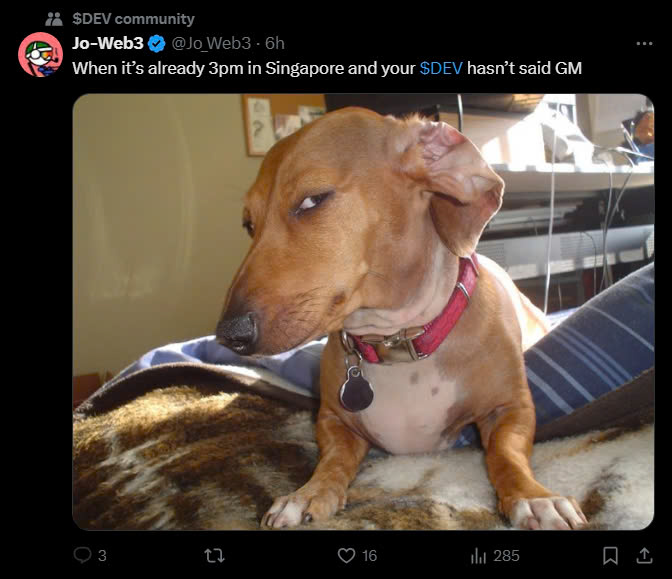 $DEV community
Jo-Web3 @Jo_Web3 · 6h
When it’s already 3pm in Singapore and your $DEV hasn’t said GM
3 16 285